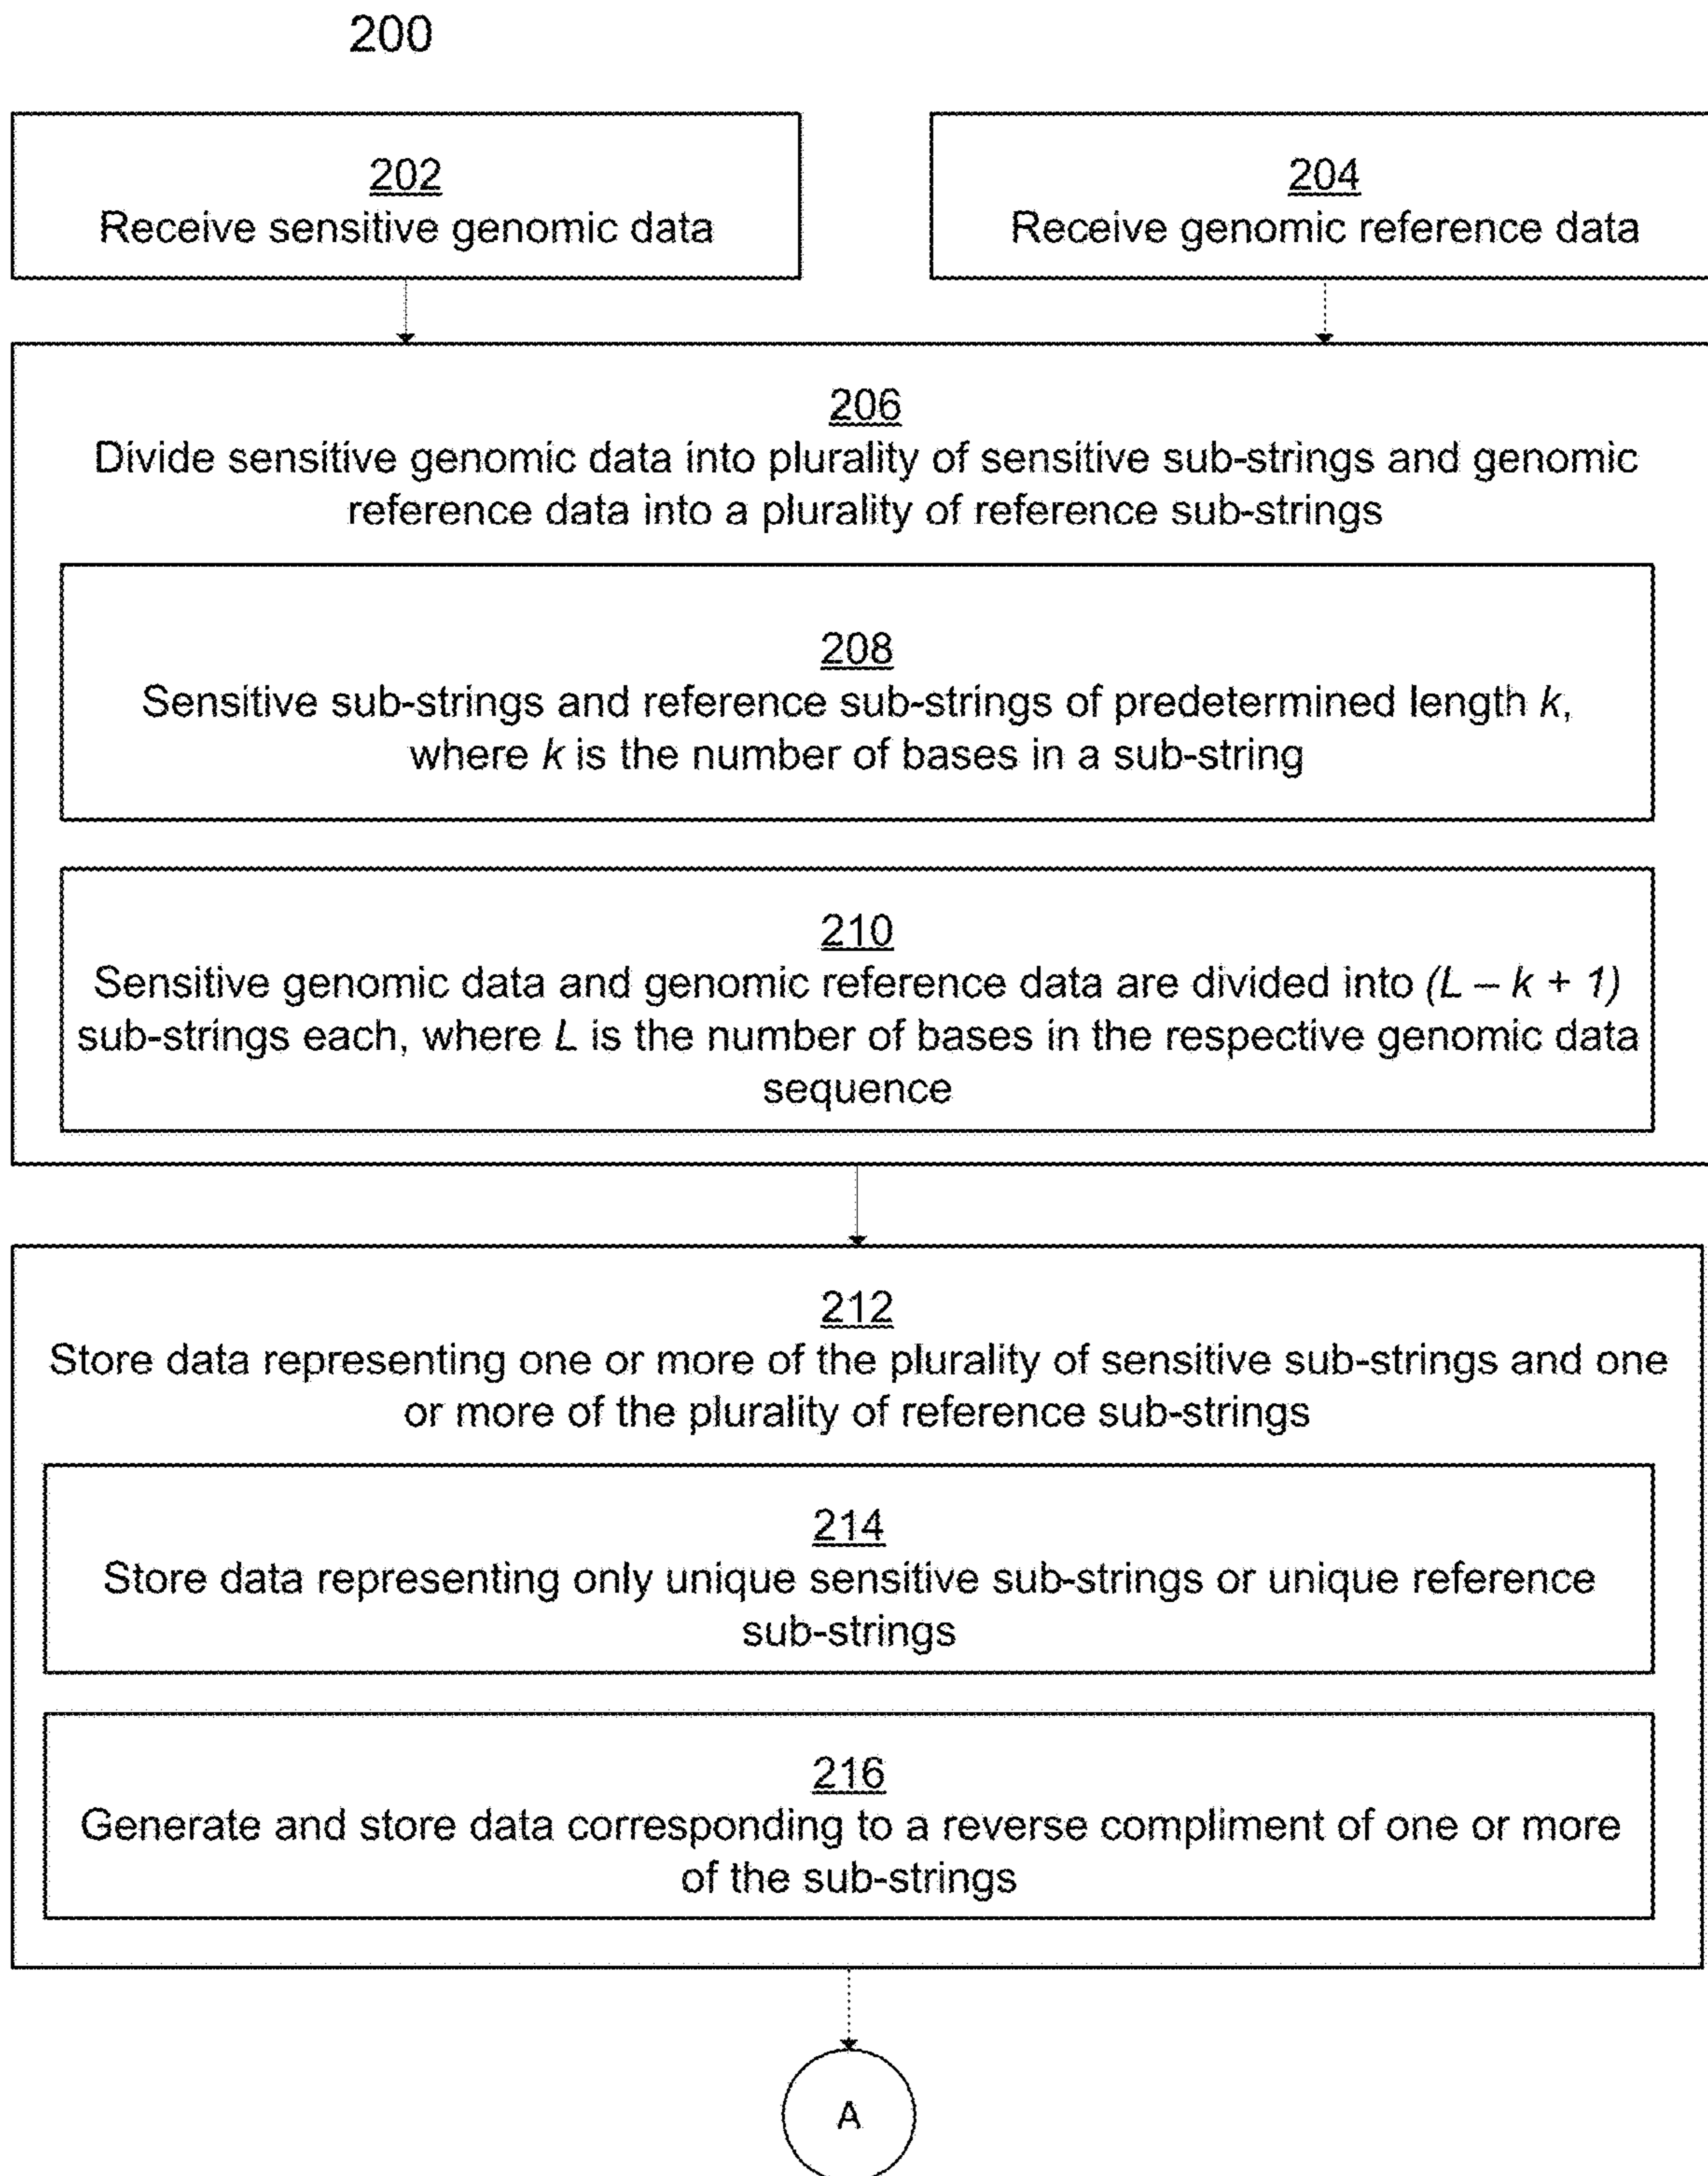 200
202
Receive sensitive genomic data
204
Receive genomic reference data
206
Divide sensitive genomic data into plurality of sensitive sub-strings and genomic
reference data into a plurality of reference sub-strings
208
Sensitive sub-strings and reference sub-strings of predetermined length k,
where k is the number of bases in a sub-string
210
Sensitive genomic data and genomic reference data are divided into (L – k + 1)
sub-strings each, where L is the number of bases in the respective genomic data
sequence
212
Store data representing one or more of the plurality of sensitive sub-strings and one
or more of the plurality of reference sub-strings
214
Store data representing only unique sensitive sub-strings or unique reference
sub-strings
216
Generate and store data corresponding to a reverse compliment of one or more
of the sub-strings
A